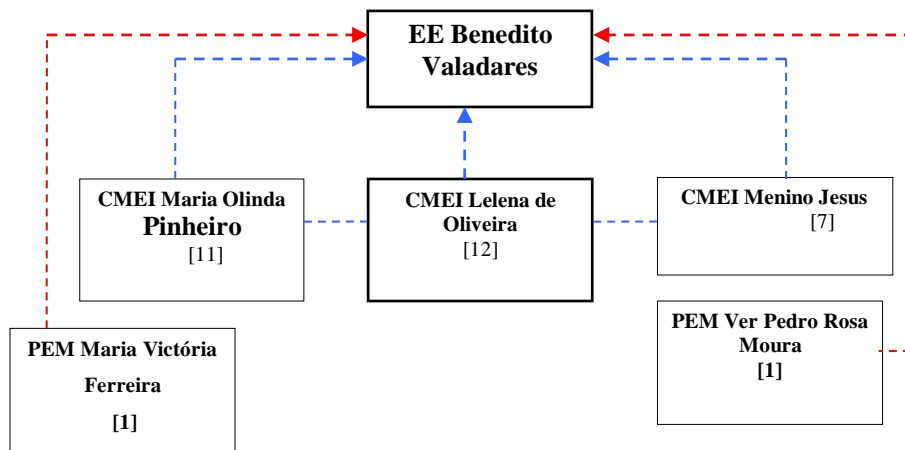 EE Benedito
Valadares
CMEI Maria Olinda
Pinheiro
[11]
CMEI Lelena de
Oliveira
[12]
CMEI Menino Jesus
[7]
PEM Maria Victória
Ferreira
[1]
PEM Ver Pedro Rosa
Moura
[1]